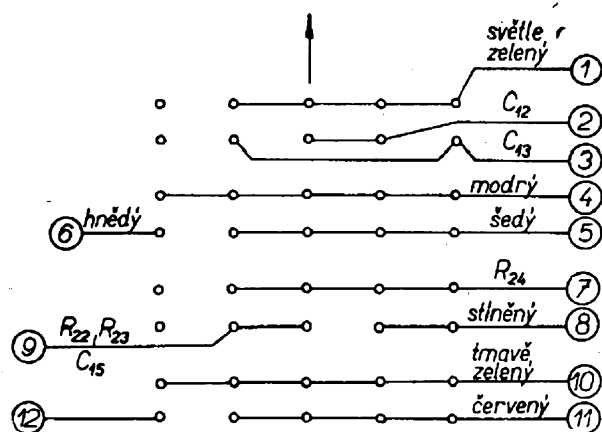 světle
zelený
1
C12
2
C13
3
modrý
4
hnědý
6
šedý
5
R24
7
stíněný
8
R22, R23
9
C15
tmavě
zelený
10
12
červený
11